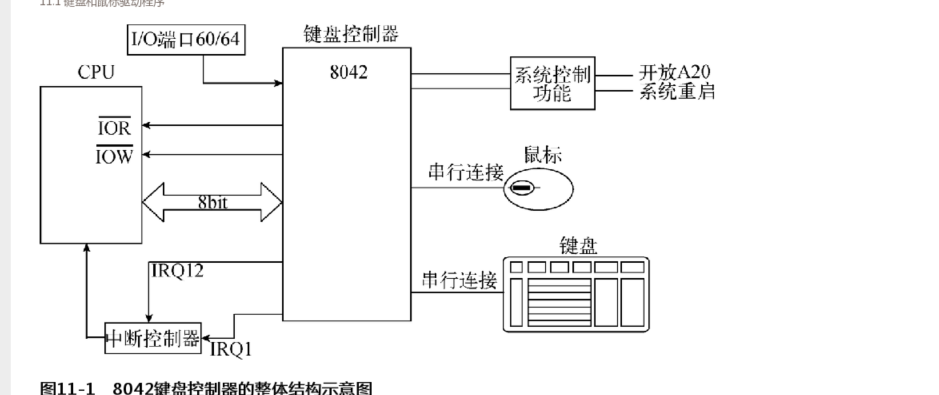 11.1 键盘和鼠标驱动程序
I/O端口60/64
键盘控制器
8042
CPU
IOR
IOW
8bit
IRQ12
中断控制器
IRQ1
系统控制
功能
开放A20
系统重启
鼠标
串行连接
键盘
串行连接
图11-1 8042键盘控制器的整体结构示意图